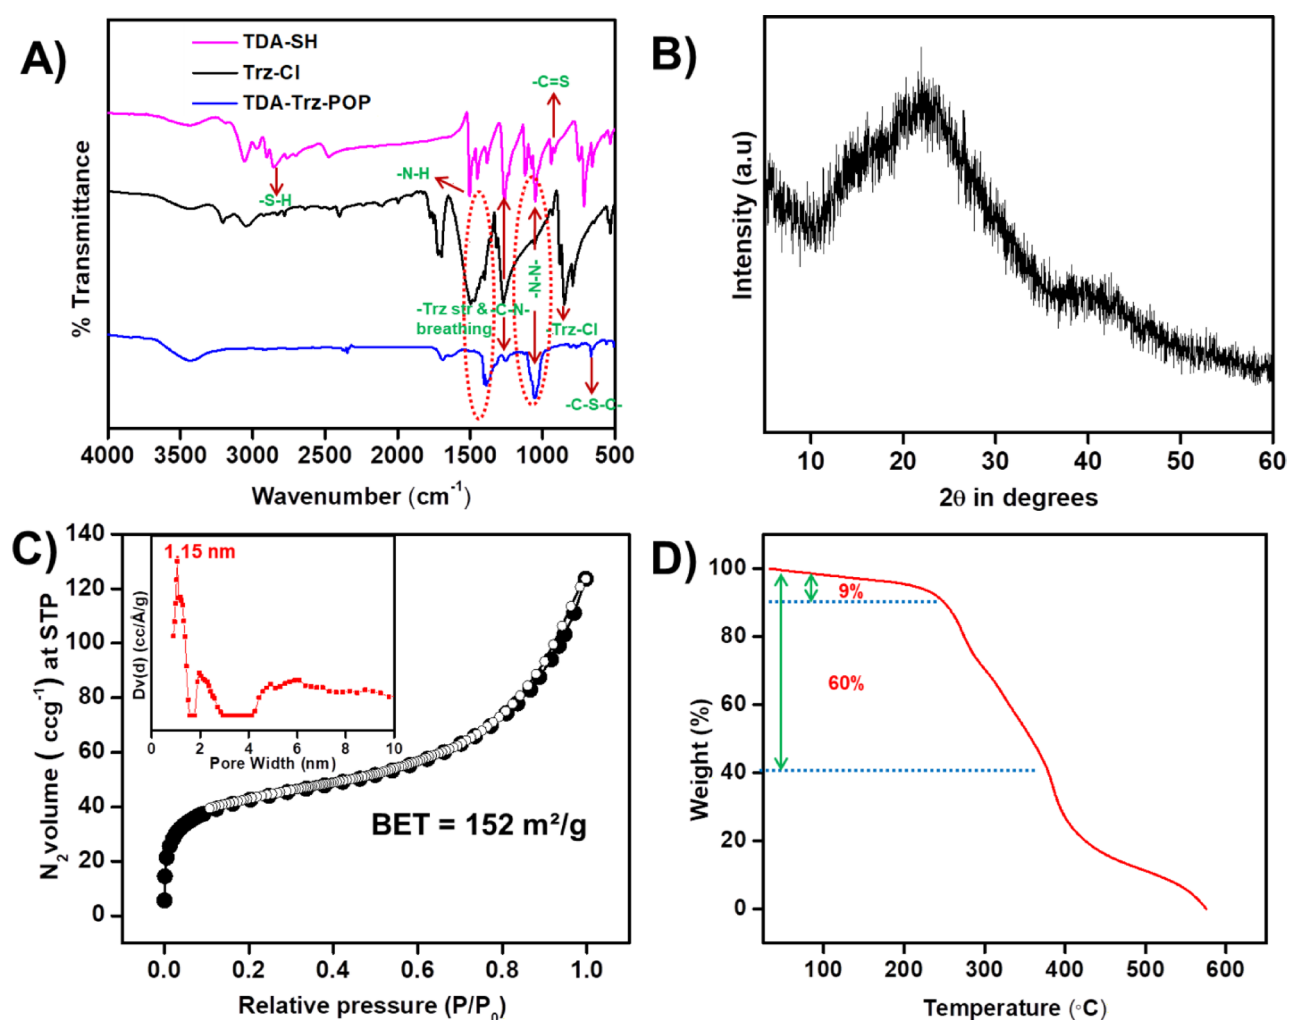 A)
TDA-SH
Trz-Cl
TDA-Trz-POP
-C=S
-N-H
-S-H
-N-N-
-Trz str & -C-N-
breathing
Trz-Cl
-C-S-C-
% Transmittance
4000 3500 3000 2500 2000 1500 1000 500
Wavenumber (cm-1)
B)
Intensity (a.u)
10 20 30 40 50 60
2θ in degrees
C)
N2 volume ( ccg-1) at STP
140
120
100
80
60
40
20
0
1.15 nm
Dv(d) (cc/Å/g)
0 2 4 6 8 10
Pore Width (nm)
BET = 152 m²/g
0.0 0.2 0.4 0.6 0.8 1.0
Relative pressure (P/P0)
D)
Weight (%)
100
80
60
40
20
0
9%
60%
100 200 300 400 500 600
Temperature (◦C)